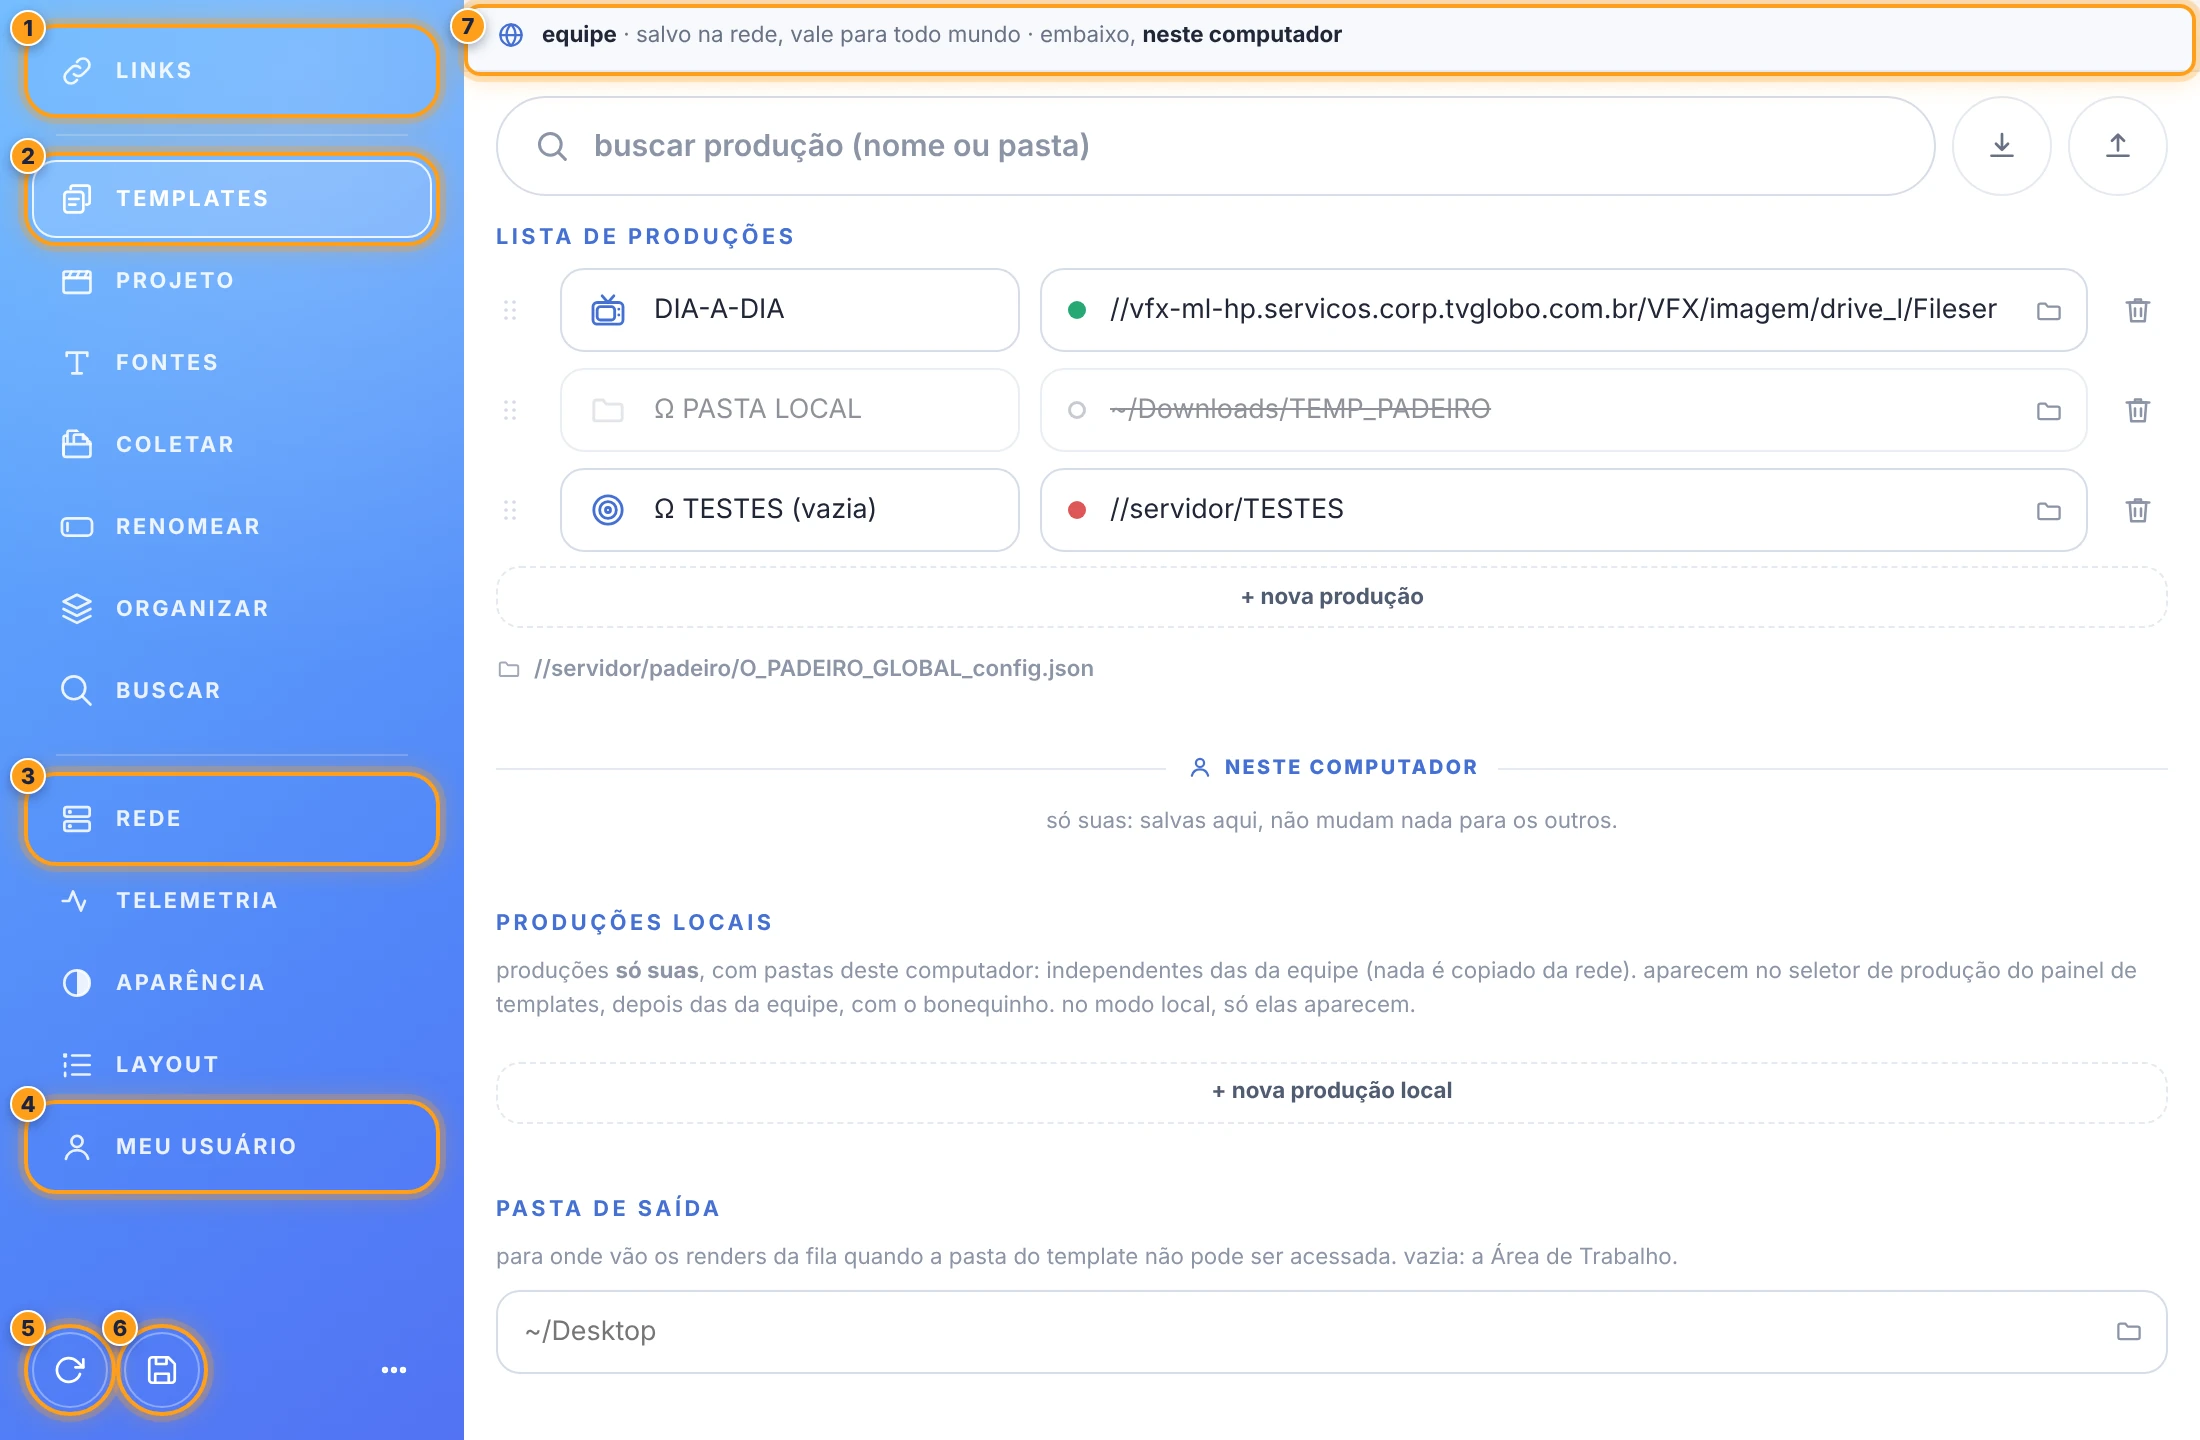 1
LINKS
2
TEMPLATES
PROJETO
FONTES
COLETAR
RENOMEAR
ORGANIZAR
BUSCAR
3
REDE
TELEMETRIA
APARÊNCIA
LAYOUT
4
MEU USUÁRIO
5
6
7
equipe · salvo na rede, vale para todo mundo · embaixo, neste computador
buscar produção (nome ou pasta)
LISTA DE PRODUÇÕES
DIA-A-DIA
//vfx-ml-hp.servicos.corp.tvglobo.com.br/VFX/imagem/drive_I/Fileser
Ω PASTA LOCAL
~/Downloads/TEMP_PADEIRO
Ω TESTES (vazia)
//servidor/TESTES
+ nova produção
//servidor/padeiro/O_PADEIRO_GLOBAL_config.json
NESTE COMPUTADOR
só suas: salvas aqui, não mudam nada para os outros.
PRODUÇÕES LOCAIS
produções só suas, com pastas deste computador: independentes das da equipe (nada é copiado da rede). aparecem no seletor de produção do painel de
templates, depois das da equipe, com o bonequinho. no modo local, só elas aparecem.
+ nova produção local
PASTA DE SAÍDA
para onde vão os renders da fila quando a pasta do template não pode ser acessada. vazia: a Área de Trabalho.
~/Desktop